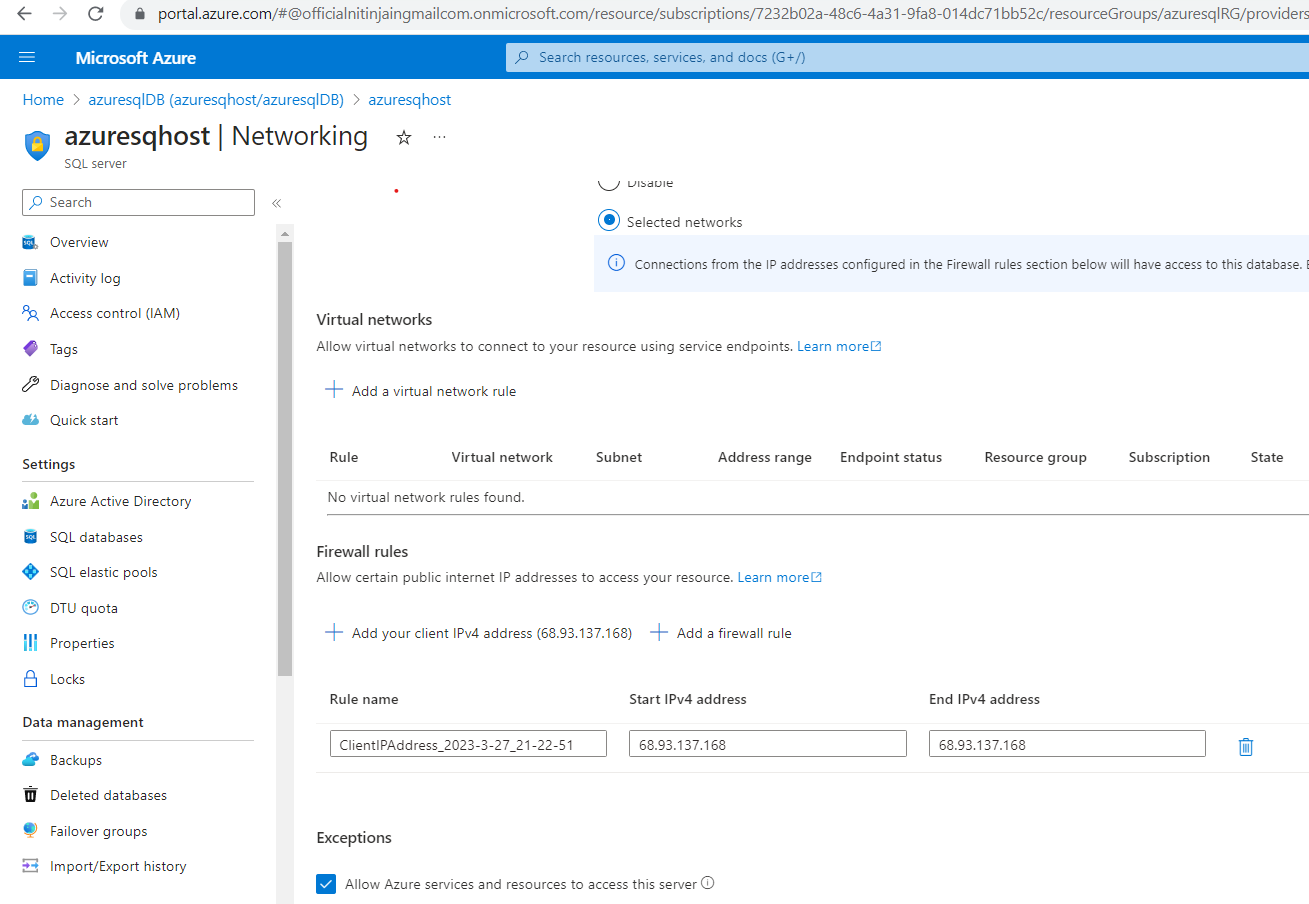 portal.azure.com/#@officialnitinjaingmailcom.onmicrosoft.com/resource/subscriptions/7232b02a-48c6-4a31-9fa8-014dc71bb52c/resourceGroups/azuresqlRG/providers
Microsoft Azure
Search resources, services, and docs (G+/)
Home > azuresqlDB (azuresqhost/azuresqlDB) > azuresqhost
azuresqhost | Networking
SQL server
Search
Overview
Activity log
Access control (IAM)
Tags
Diagnose and solve problems
Quick start
Settings
Azure Active Directory
SQL databases
SQL elastic pools
DTU quota
Properties
Locks
Data management
Backups
Deleted databases
Failover groups
Import/Export history
Disable
Selected networks
Connections from the IP addresses configured in the Firewall rules section below will have access to this database.
Virtual networks
Allow virtual networks to connect to your resource using service endpoints. Learn more
Add a virtual network rule
Rule Virtual network Subnet Address range Endpoint status Resource group Subscription State
No virtual network rules found.
Firewall rules
Allow certain public internet IP addresses to access your resource. Learn more
Add your client IPv4 address (68.93.137.168) Add a firewall rule
Rule name Start IPv4 address End IPv4 address
ClientIPAddress_2023-3-27_21-22-51 68.93.137.168 68.93.137.168
Exceptions
Allow Azure services and resources to access this server